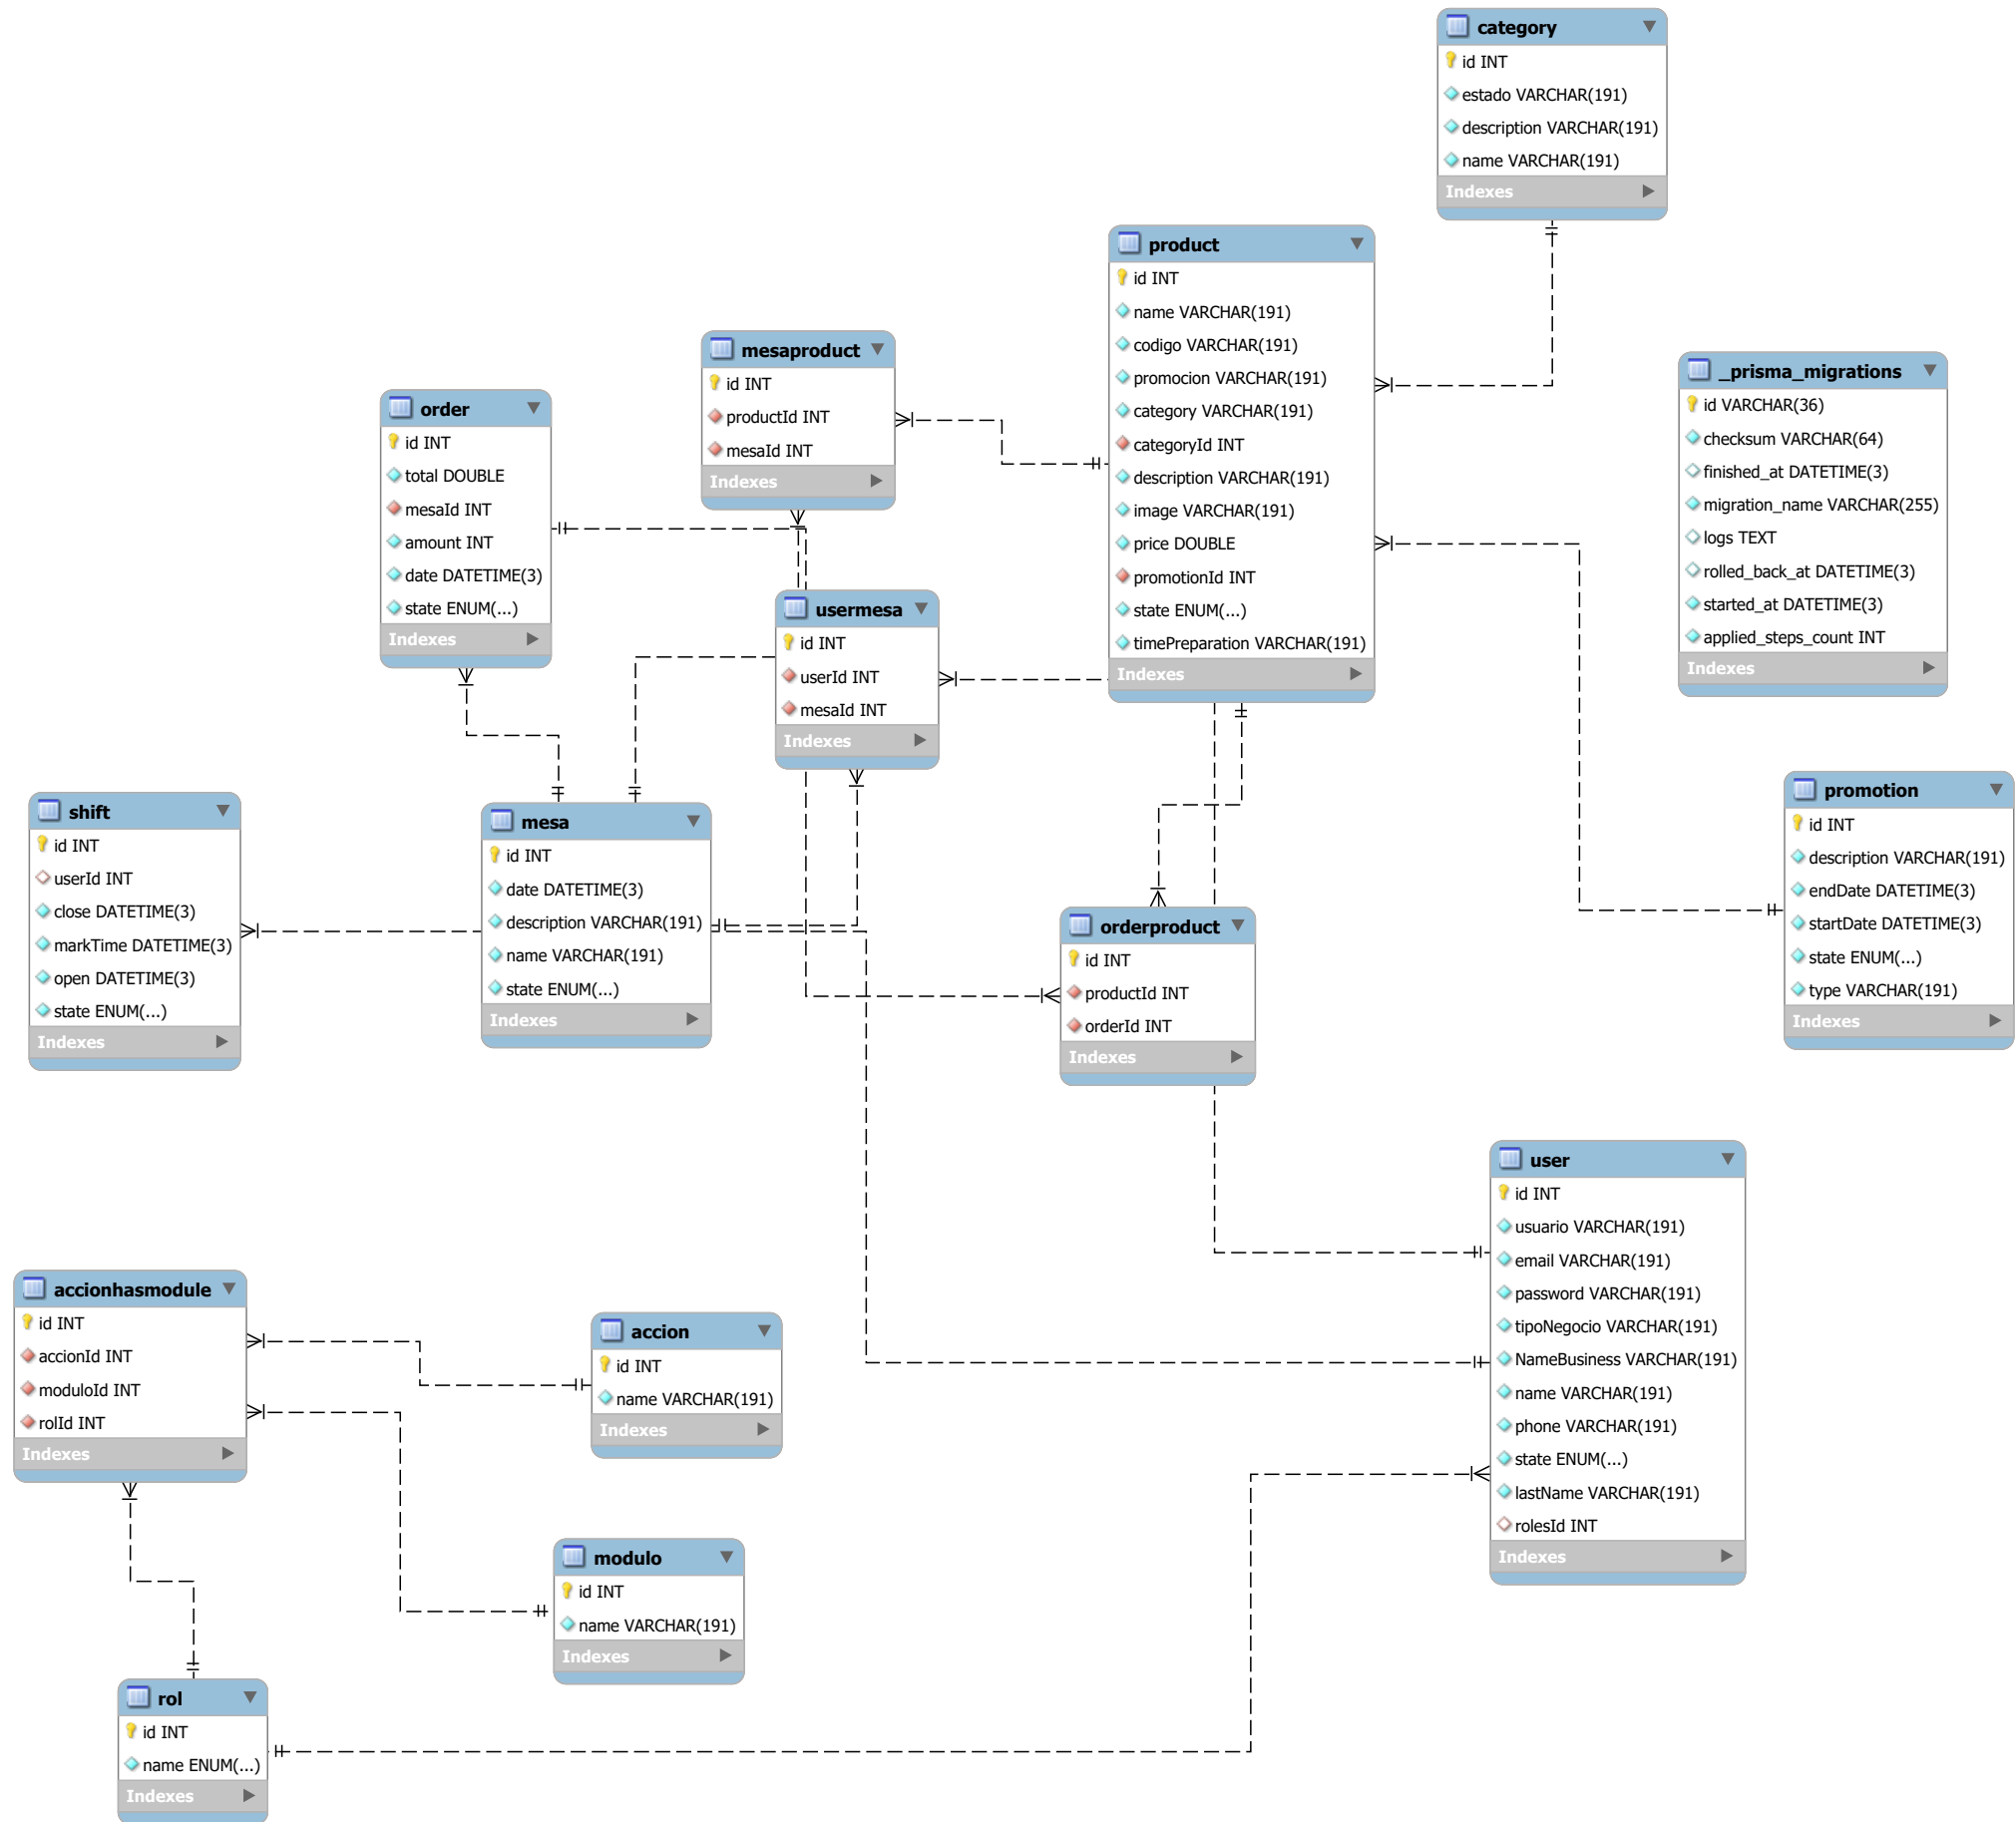 category
id INT
estado VARCHAR(191)
description VARCHAR(191)
name VARCHAR(191)
Indexes
product
id INT
name VARCHAR(191)
codigo VARCHAR(191)
promocion VARCHAR(191)
category VARCHAR(191)
categoryId INT
description VARCHAR(191)
image VARCHAR(191)
price DOUBLE
promotionId INT
state ENUM(...)
timePreparation VARCHAR(191)
Indexes
mesaproduct
id INT
productId INT
mesaId INT
Indexes
_prisma_migrations
id VARCHAR(36)
checksum VARCHAR(64)
finished_at DATETIME(3)
migration_name VARCHAR(255)
logs TEXT
rolled_back_at DATETIME(3)
started_at DATETIME(3)
applied_steps_count INT
Indexes
order
id INT
total DOUBLE
mesaId INT
amount INT
date DATETIME(3)
state ENUM(...)
Indexes
usermesa
id INT
userId INT
mesaId INT
Indexes
promotion
id INT
description VARCHAR(191)
endDate DATETIME(3)
startDate DATETIME(3)
state ENUM(...)
type VARCHAR(191)
Indexes
shift
id INT
userId INT
close DATETIME(3)
markTime DATETIME(3)
open DATETIME(3)
state ENUM(...)
Indexes
mesa
id INT
date DATETIME(3)
description VARCHAR(191)
name VARCHAR(191)
state ENUM(...)
Indexes
orderproduct
id INT
productId INT
orderId INT
Indexes
user
id INT
usuario VARCHAR(191)
email VARCHAR(191)
password VARCHAR(191)
tipoNegocio VARCHAR(191)
NameBusiness VARCHAR(191)
name VARCHAR(191)
phone VARCHAR(191)
state ENUM(...)
lastName VARCHAR(191)
rolesId INT
Indexes
accionhasmodule
id INT
accionId INT
moduloId INT
rolId INT
Indexes
accion
id INT
name VARCHAR(191)
Indexes
modulo
id INT
name VARCHAR(191)
Indexes
rol
id INT
name ENUM(...)
Indexes